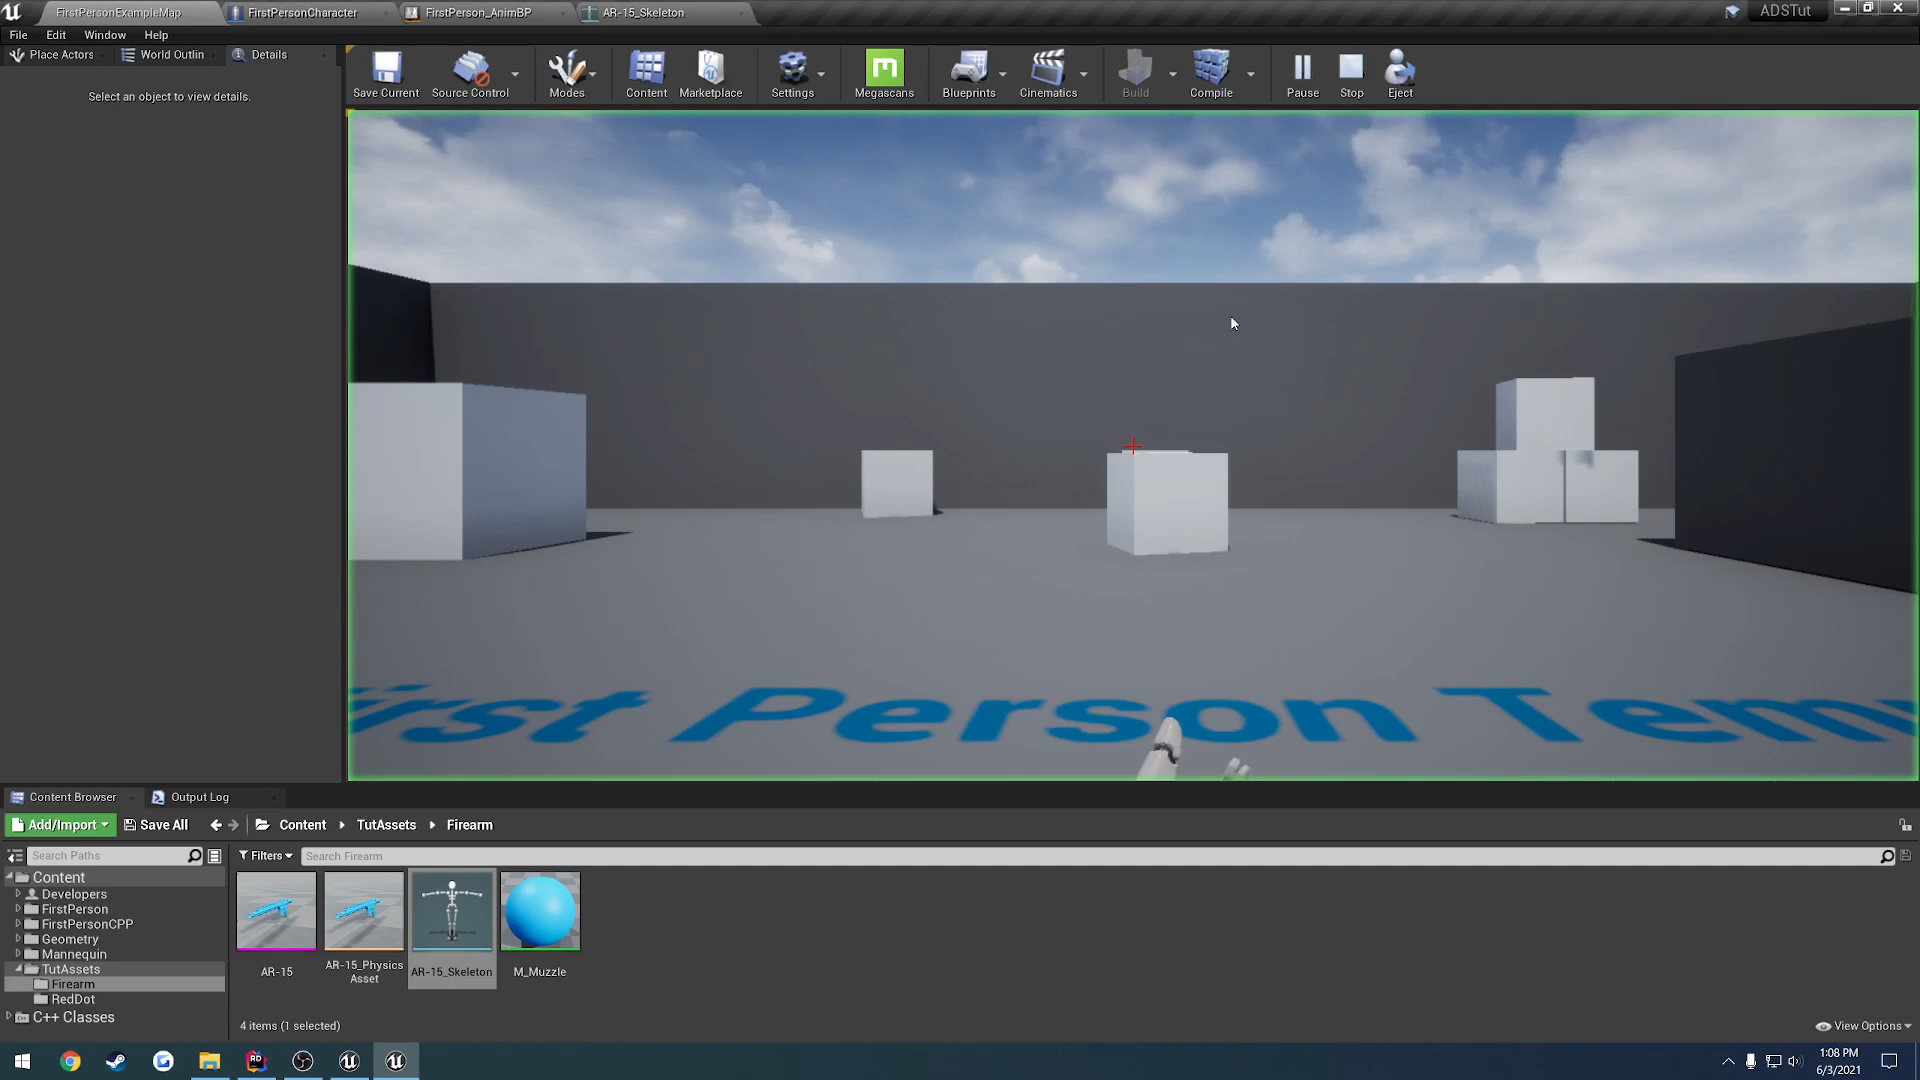 FirstPersonExampleMap
FirstPersonCharacter
FirstPerson_AnimBP
AR-15_Skeleton
ADSTut
File Edit Window Help
Place Actors
World Outlin
Details
Select an object to view details.
Save Current
Source Control
Modes
Content
Marketplace
Settings
Megascans
Blueprints
Cinematics
Build
Compile
Pause
Stop
Eject
irst Person Tem
Content Browser
Output Log
Add/Import
Save All
Content
TutAssets
Firearm
Search Paths
Filters
Search Firearm
Content
Developers
FirstPerson
FirstPersonCPP
Geometry
Mannequin
TutAssets
Firearm
RedDot
C++ Classes
AR-15
AR-15_Physics
Asset
AR-15_Skeleton
M_Muzzle
4 items (1 selected)
View Options
RD
1:08 PM
6/3/2021